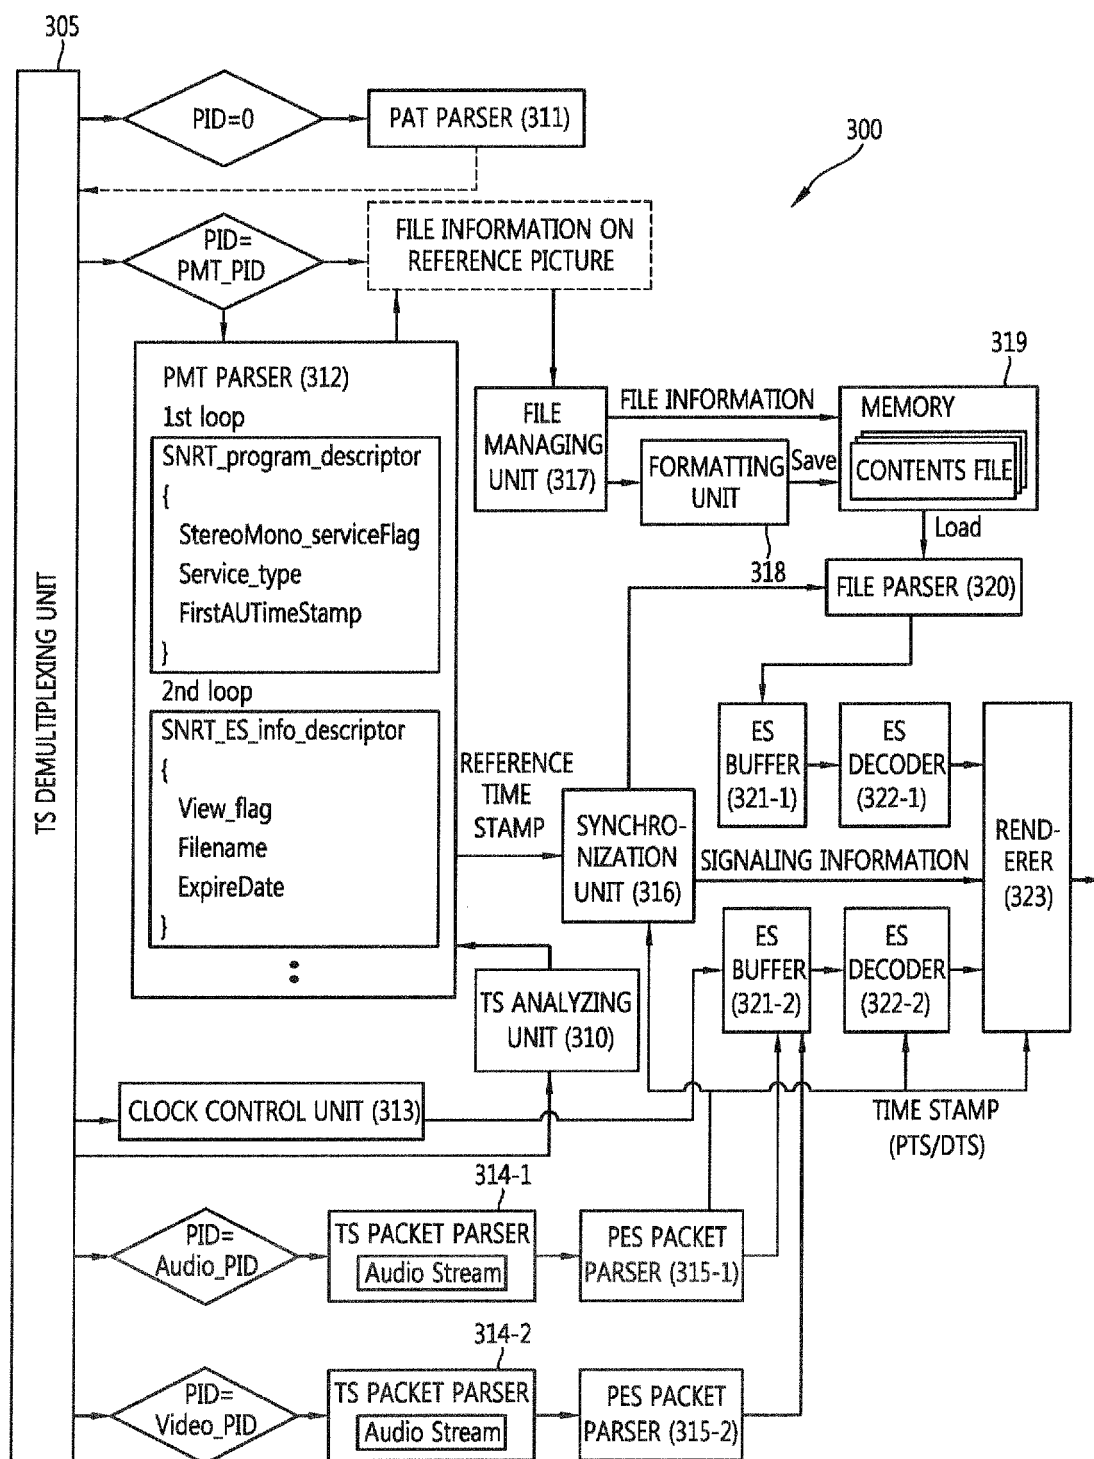 305
PID=0
PAT PARSER (311)
300
PID=
PMT_PID
FILE INFORMATION ON
REFERENCE PICTURE
PMT PARSER (312)
1st loop
SNRT_program_descriptor
{
StereoMono_serviceFlag
Service_type
FirstAUTimeStamp
}
2nd loop
SNRT_ES_info_descriptor
{
View_flag
Filename
ExpireDate
}
TS DEMULTIPLEXING UNIT
FILE
MANAGING
UNIT (317)
FILE INFORMATION
FORMATTING
UNIT
318
Save
319
MEMORY
CONTENTS FILE
Load
FILE PARSER (320)
REFERENCE
TIME
STAMP
SYNCHRO-
NIZATION
UNIT (316)
ES
BUFFER
(321-1)
ES
DECODER
(322-1)
SIGNALING INFORMATION
REND-
ERER
(323)
ES
BUFFER
(321-2)
ES
DECODER
(322-2)
TS ANALYZING
UNIT (310)
CLOCK CONTROL UNIT (313)
TIME STAMP
(PTS/DTS)
PID=
Audio_PID
314-1
TS PACKET PARSER
Audio Stream
PES PACKET
PARSER (315-1)
PID=
Video_PID
314-2
TS PACKET PARSER
Audio Stream
PES PACKET
PARSER (315-2)